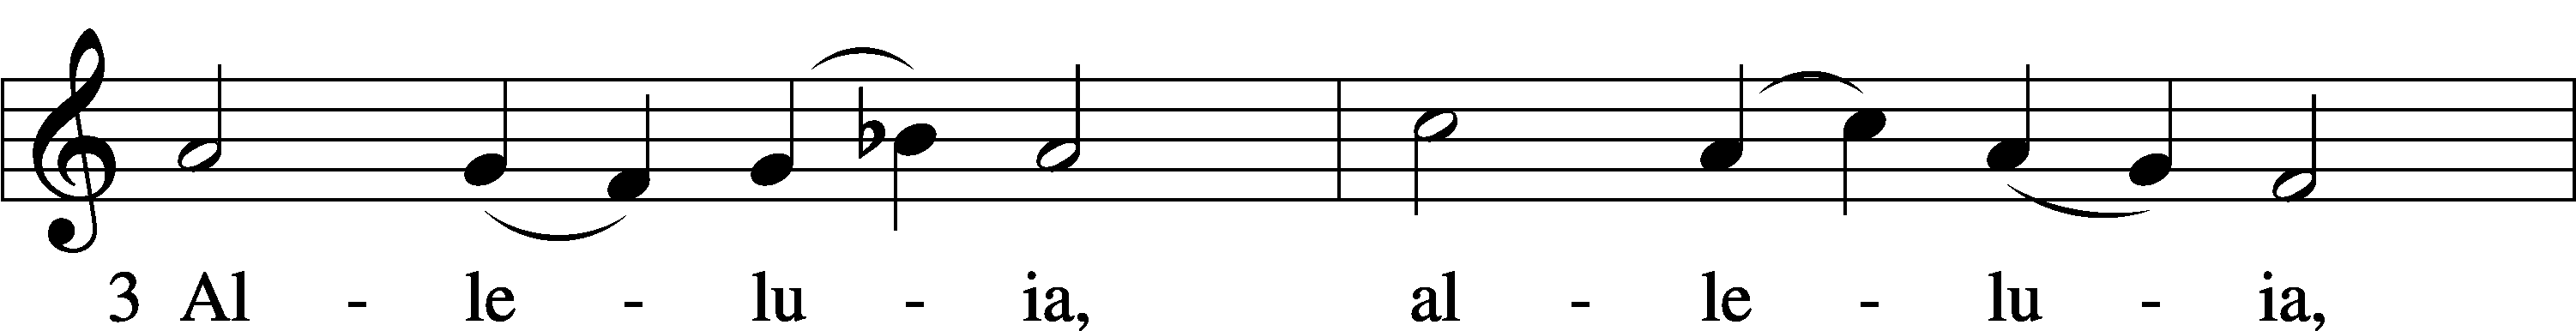 3 Al - le - lu - ia, al - le - lu - ia,